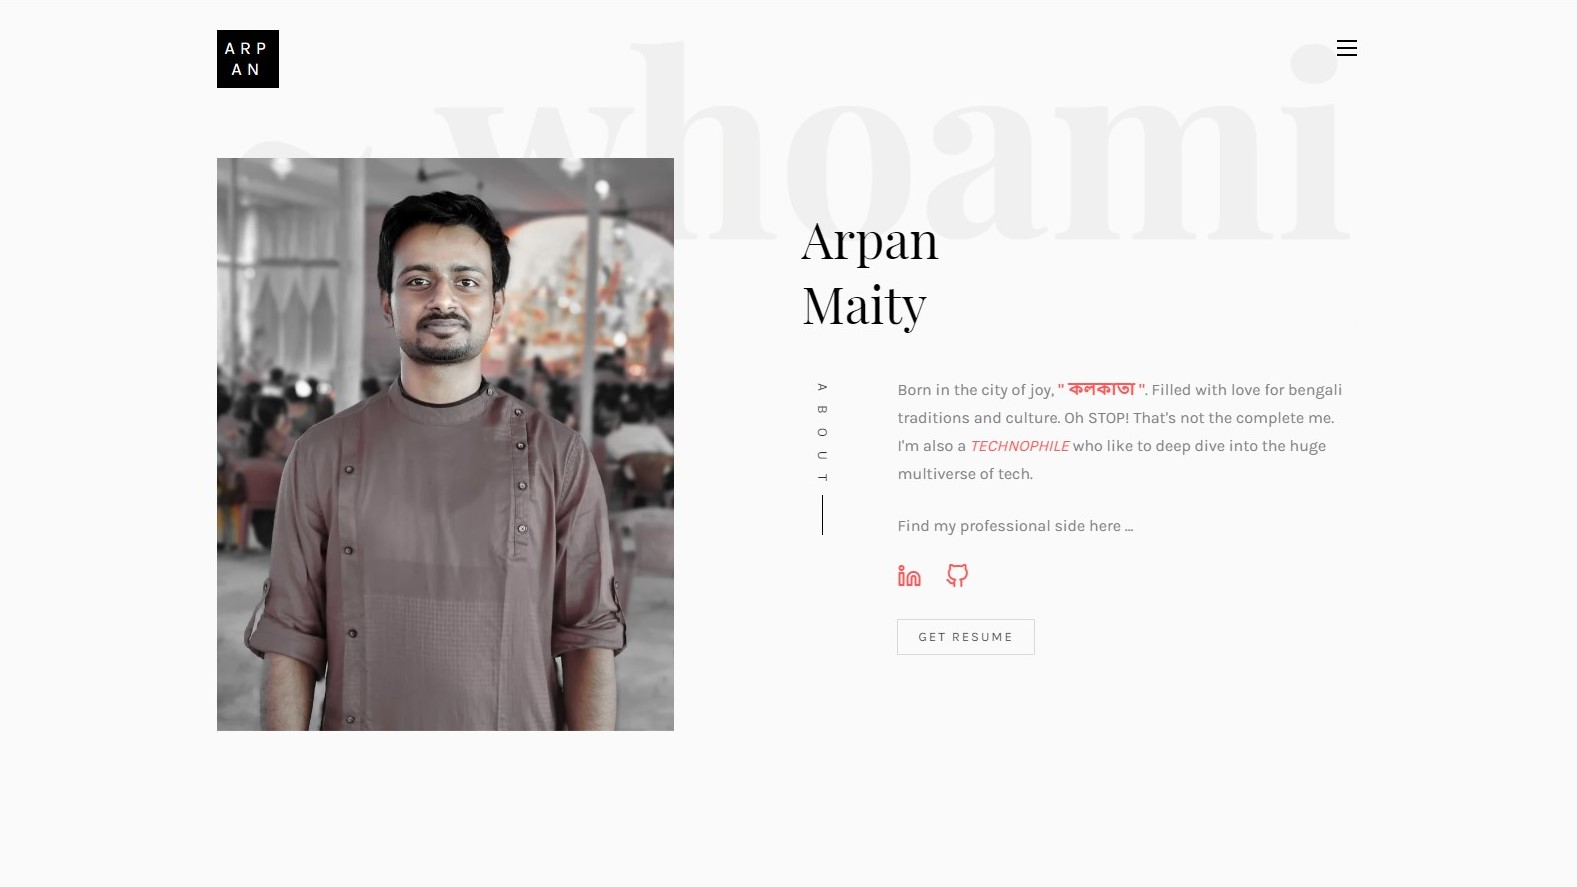 ARP
AN
~ whoami
Arpan
Maity
ABOUT
Born in the city of joy, " কলকাতা ". Filled with love for bengali
traditions and culture. Oh STOP! That's not the complete me.
I'm also a TECHNOPHILE who like to deep dive into the huge
multiverse of tech.
Find my professional side here ...
in
GET RESUME